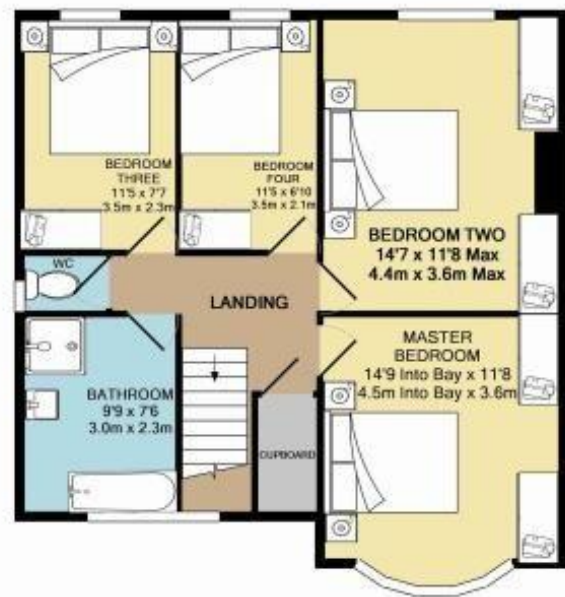 BEDROOM
THREE
11'5 x 7'7
3.5m x 2.3m
BEDROOM
FOUR
11'5 x 6'10
3.5m x 2.1m
BEDROOM TWO
14'7 x 11'8 Max
4.4m x 3.6m Max
WC
LANDING
MASTER
BEDROOM
14'9 Into Bay x 11'8
4.5m Into Bay x 3.6m
BATHROOM
9'9 x 7'6
3.0m x 2.3m
CUPBOARD